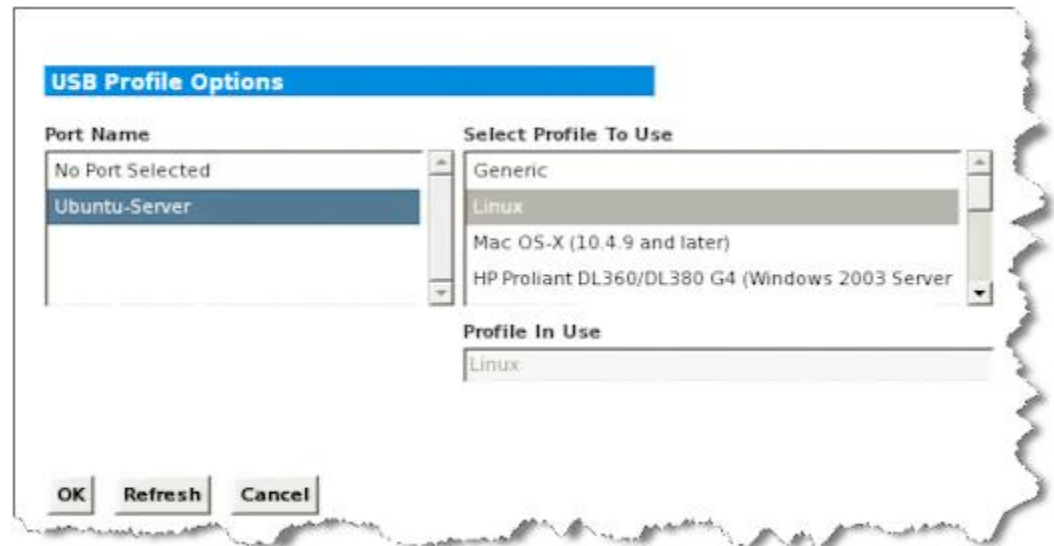 USB Profile Options
Port Name
No Port Selected
Ubuntu-Server
Select Profile To Use
Generic
Linux
Mac OS-X (10.4.9 and later)
HP Proliant DL360/DL380 G4 (Windows 2003 Server
Profile In Use
Linux
OK Refresh Cancel